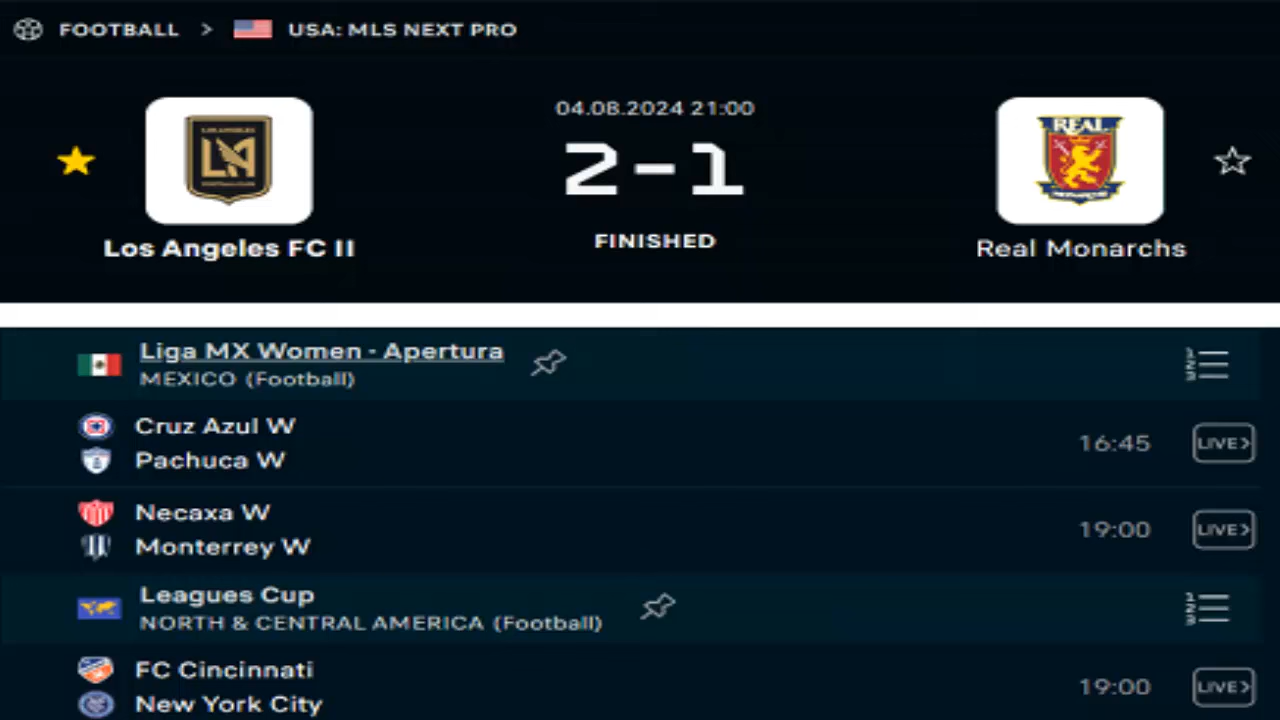 FOOTBALL > USA: MLS NEXT PRO
04.08.2024 21:00
2-1
FINISHED
REAL
Los Angeles FC II
Real Monarchs
Liga MX Women - Apertura
MEXICO (Football)
Cruz Azul W
Pachuca W
16:45 LIVE>
Necaxa W
Monterrey W
19:00 LIVE>
Leagues Cup
NORTH & CENTRAL AMERICA (Football)
FC Cincinnati
New York City
19:00 LIVE>